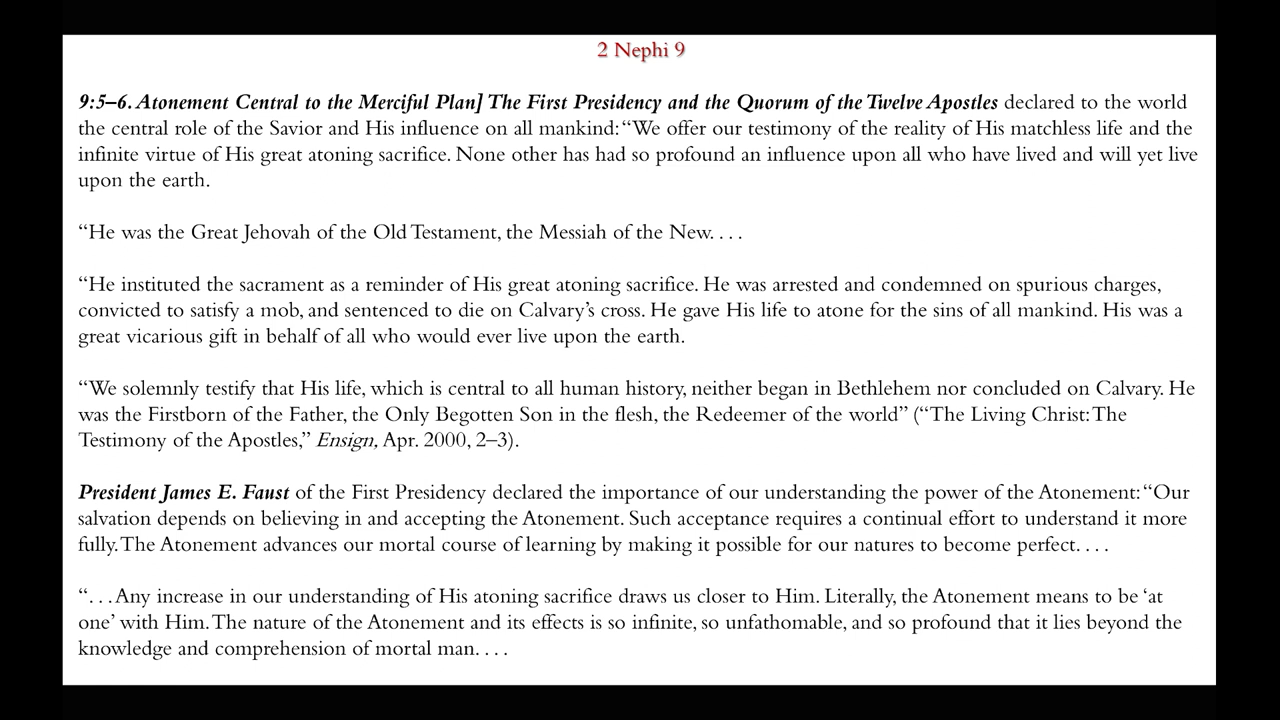 2 Nephi 9
9:5–6. Atonement Central to the Merciful Plan] The First Presidency and the Quorum of the Twelve Apostles declared to the world
the central role of the Savior and His influence on all mankind: “We offer our testimony of the reality of His matchless life and the
infinite virtue of His great atoning sacrifice. None other has had so profound an influence upon all who have lived and will yet live
upon the earth.
“He was the Great Jehovah of the Old Testament, the Messiah of the New. . . .
“He instituted the sacrament as a reminder of His great atoning sacrifice. He was arrested and condemned on spurious charges,
convicted to satisfy a mob, and sentenced to die on Calvary’s cross. He gave His life to atone for the sins of all mankind. His was a
great vicarious gift in behalf of all who would ever live upon the earth.
“We solemnly testify that His life, which is central to all human history, neither began in Bethlehem nor concluded on Calvary. He
was the Firstborn of the Father, the Only Begotten Son in the flesh, the Redeemer of the world” (“The Living Christ: The
Testimony of the Apostles,” Ensign, Apr. 2000, 2–3).
President James E. Faust of the First Presidency declared the importance of our understanding the power of the Atonement: “Our
salvation depends on believing in and accepting the Atonement. Such acceptance requires a continual effort to understand it more
fully. The Atonement advances our mortal course of learning by making it possible for our natures to become perfect. . . .
“. . . Any increase in our understanding of His atoning sacrifice draws us closer to Him. Literally, the Atonement means to be ‘at
one’ with Him. The nature of the Atonement and its effects is so infinite, so unfathomable, and so profound that it lies beyond the
knowledge and comprehension of mortal man. . . .